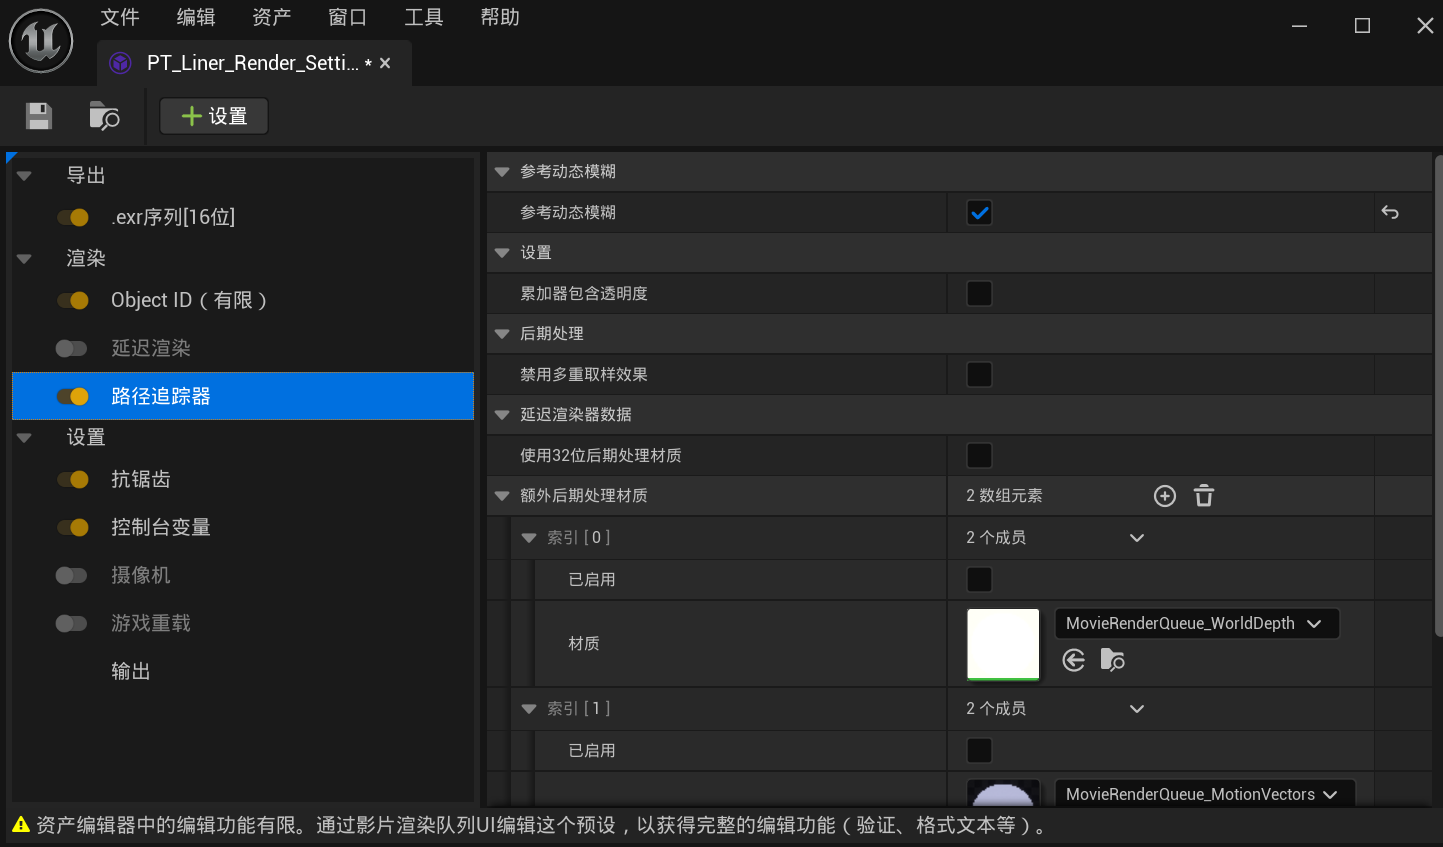 文件 编辑 资产 窗口 工具 帮助
PT_Liner_Render_Setti... *
设置
导出
.exr序列[16位]
渲染
Object ID（有限）
延迟渲染
路径追踪器
设置
抗锯齿
控制台变量
摄像机
游戏重载
输出
参考动态模糊
参考动态模糊
设置
累加器包含透明度
后期处理
禁用多重取样效果
延迟渲染器数据
使用32位后期处理材质
额外后期处理材质 2 数组元素
索引 [ 0 ] 2 个成员
已启用
材质 MovieRenderQueue_WorldDepth
索引 [ 1 ] 2 个成员
已启用
MovieRenderQueue_MotionVectors
资产编辑器中的编辑功能有限。通过影片渲染队列UI编辑这个预设，以获得完整的编辑功能（验证、格式文本等）。